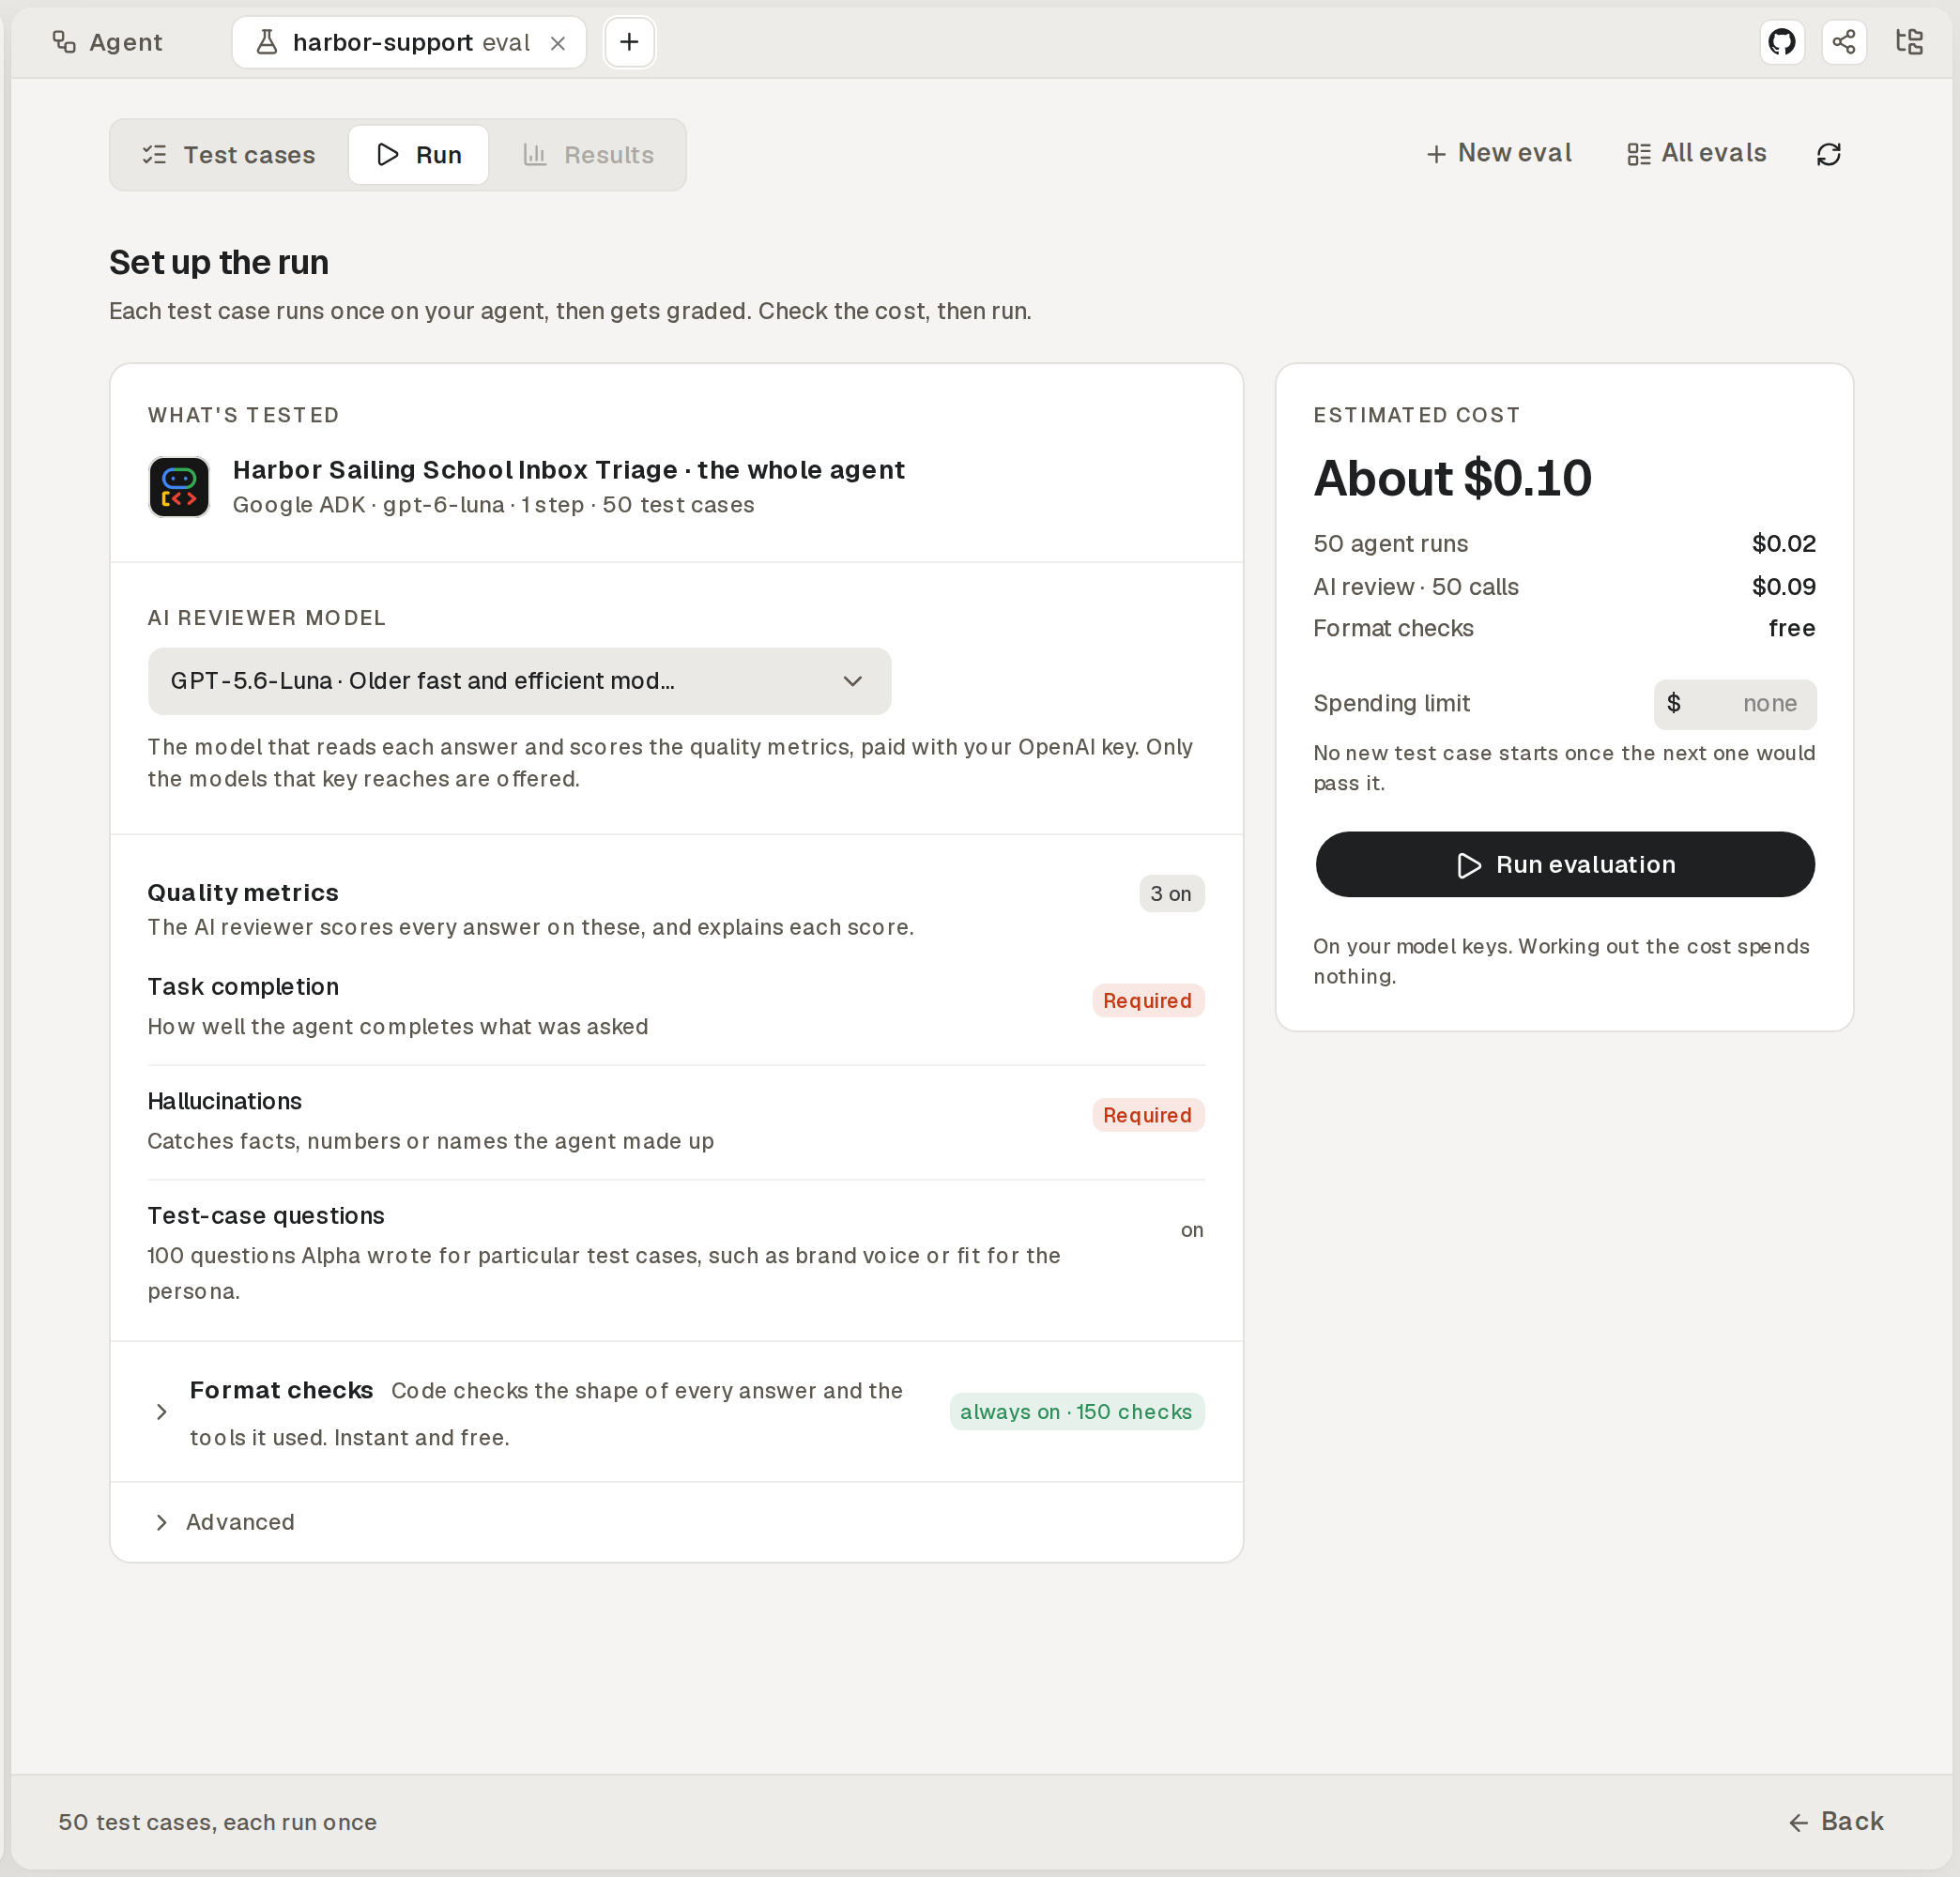 Agent
harbor-support eval
Test cases
Run
Results
New eval
All evals
Set up the run
Each test case runs once on your agent, then gets graded. Check the cost, then run.
WHAT'S TESTED
Harbor Sailing School Inbox Triage · the whole agent
Google ADK · gpt-6-luna · 1 step · 50 test cases
AI REVIEWER MODEL
GPT-5.6-Luna · Older fast and efficient mod...
The model that reads each answer and scores the quality metrics, paid with your OpenAI key. Only
the models that key reaches are offered.
Quality metrics
3 on
The AI reviewer scores every answer on these, and explains each score.
Task completion
Required
How well the agent completes what was asked
Hallucinations
Required
Catches facts, numbers or names the agent made up
Test-case questions
on
100 questions Alpha wrote for particular test cases, such as brand voice or fit for the
persona.
Format checks Code checks the shape of every answer and the
tools it used. Instant and free.
always on · 150 checks
Advanced
ESTIMATED COST
About $0.10
50 agent runs $0.02
AI review · 50 calls $0.09
Format checks free
Spending limit $ none
No new test case starts once the next one would
pass it.
Run evaluation
On your model keys. Working out the cost spends
nothing.
50 test cases, each run once
Back